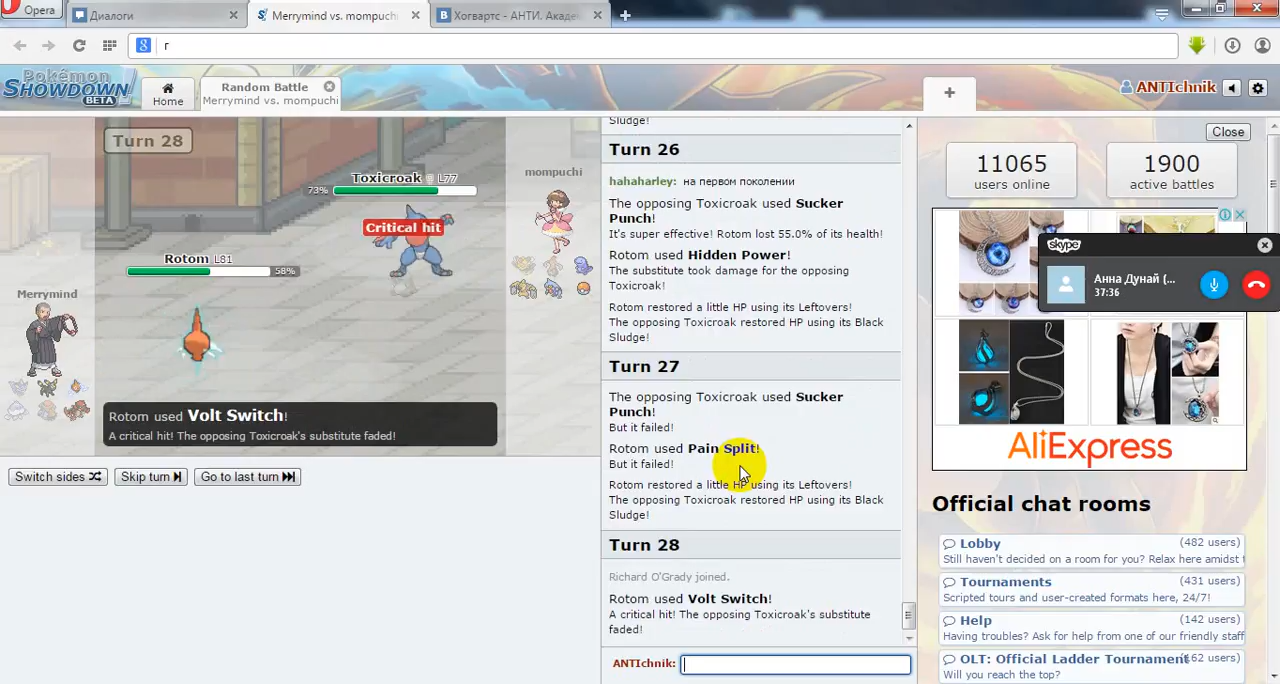 Opera
Диалоги
Merrymind vs. mompuchi
Хогвартс - АНТИ. Акаде
г
Pokémon
SHOWDOWN
BETA
Home
Random Battle
Merrymind vs. mompuchi
ANTIchnik
Turn 28
Toxicroak L77
73%
Critical hit
Rotom L81
58%
Merrymind
mompuchi
Rotom used Volt Switch!
A critical hit! The opposing Toxicroak's substitute faded!
Switch sides
Skip turn
Go to last turn
Sludge!
Turn 26
hahaharley: на первом поколении
The opposing Toxicroak used Sucker
Punch!
It's super effective! Rotom lost 55.0% of its health!
Rotom used Hidden Power!
The substitute took damage for the opposing
Toxicroak!
Rotom restored a little HP using its Leftovers!
The opposing Toxicroak restored HP using its Black
Sludge!
Turn 27
The opposing Toxicroak used Sucker
Punch!
But it failed!
Rotom used Pain Split!
But it failed!
Rotom restored a little HP using its Leftovers!
The opposing Toxicroak restored HP using its Black
Sludge!
Turn 28
Richard O'Grady joined.
Rotom used Volt Switch!
A critical hit! The opposing Toxicroak's substitute
faded!
ANTIchnik:
Close
11065
users online
1900
active battles
skype
Анна Дунай (...
37:36
AliExpress
Official chat rooms
Lobby
(482 users)
Still haven't decided on a room for you? Relax here amidst t
Tournaments
(431 users)
Scripted tours and user-created formats here, 24/7!
Help
(142 users)
Having troubles? Ask for help from one of our friendly staff
OLT: Official Ladder Tournament
(62 users)
Will you reach the top?